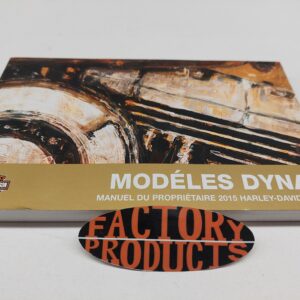 MODÉLES DYNA
MANUEL DU PROPRIÉTAIRE 2015 HARLEY-DAVID
FACTORY
PRODUCTS